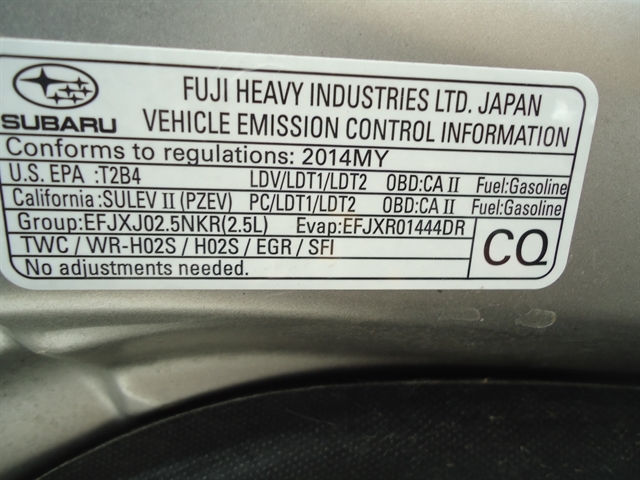 SUBARU
FUJI HEAVY INDUSTRIES LTD. JAPAN
VEHICLE EMISSION CONTROL INFORMATION
Conforms to regulations: 2014MY
U.S. EPA :T2B4 LDV/LDT1/LDT2 OBD:CA II Fuel:Gasoline
California:SULEV II (PZEV) PC/LDT1/LDT2 OBD:CA II Fuel:Gasoline
Group:EFJXJ02.5NKR(2.5L) Evap:EFJXR01444DR
TWC / WR-HO2S / HO2S / EGR / SFI
No adjustments needed.
CQ